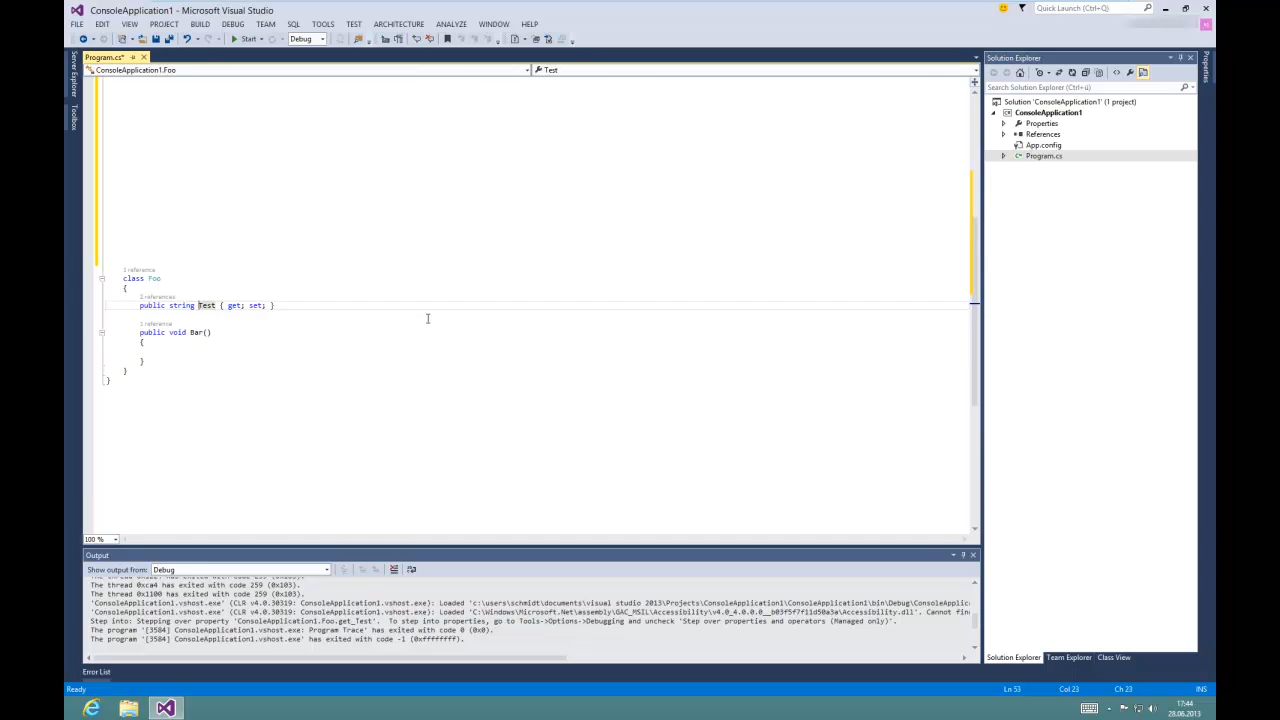 ConsoleApplication1 - Microsoft Visual Studio
Quick Launch (Ctrl+Q)
FILE EDIT VIEW PROJECT BUILD DEBUG TEAM SQL TOOLS TEST ARCHITECTURE ANALYZE WINDOW HELP
Start Debug
Program.cs*
ConsoleApplication1.Foo
Test
Server Explorer
Toolbox
1 reference
class Foo
{
2 references
public string Test { get; set; }
1 reference
public void Bar()
{
}
}
}
100 %
Output
Show output from: Debug
The thread 0xca4 has exited with code 259 (0x103).
The thread 0x1100 has exited with code 259 (0x103).
'ConsoleApplication1.vshost.exe' (CLR v4.0.30319: ConsoleApplication1.vshost.exe): Loaded 'c:\users\schmidt\documents\visual studio 2013\Projects\ConsoleApplication1\ConsoleApplication1\bin\Debug\ConsoleApplic
'ConsoleApplication1.vshost.exe' (CLR v4.0.30319: ConsoleApplication1.vshost.exe): Loaded 'C:\Windows\Microsoft.Net\assembly\GAC_MSIL\Accessibility\v4.0_4.0.0.0__b03f5f7f11d50a3a\Accessibility.dll'. Cannot fin
Step into: Stepping over property 'ConsoleApplication1.Foo.get_Test'. To step into properties, go to Tools->Options->Debugging and uncheck 'Step over properties and operators (Managed only)'.
The program '[3584] ConsoleApplication1.vshost.exe: Program Trace' has exited with code 0 (0x0).
The program '[3584] ConsoleApplication1.vshost.exe' has exited with code -1 (0xffffffff).
Error List
Solution Explorer
Search Solution Explorer (Ctrl+ü)
Solution 'ConsoleApplication1' (1 project)
ConsoleApplication1
Properties
References
App.config
Program.cs
Solution Explorer Team Explorer Class View
Properties
Ready
Ln 53 Col 23 Ch 23 INS
17:44
28.06.2013